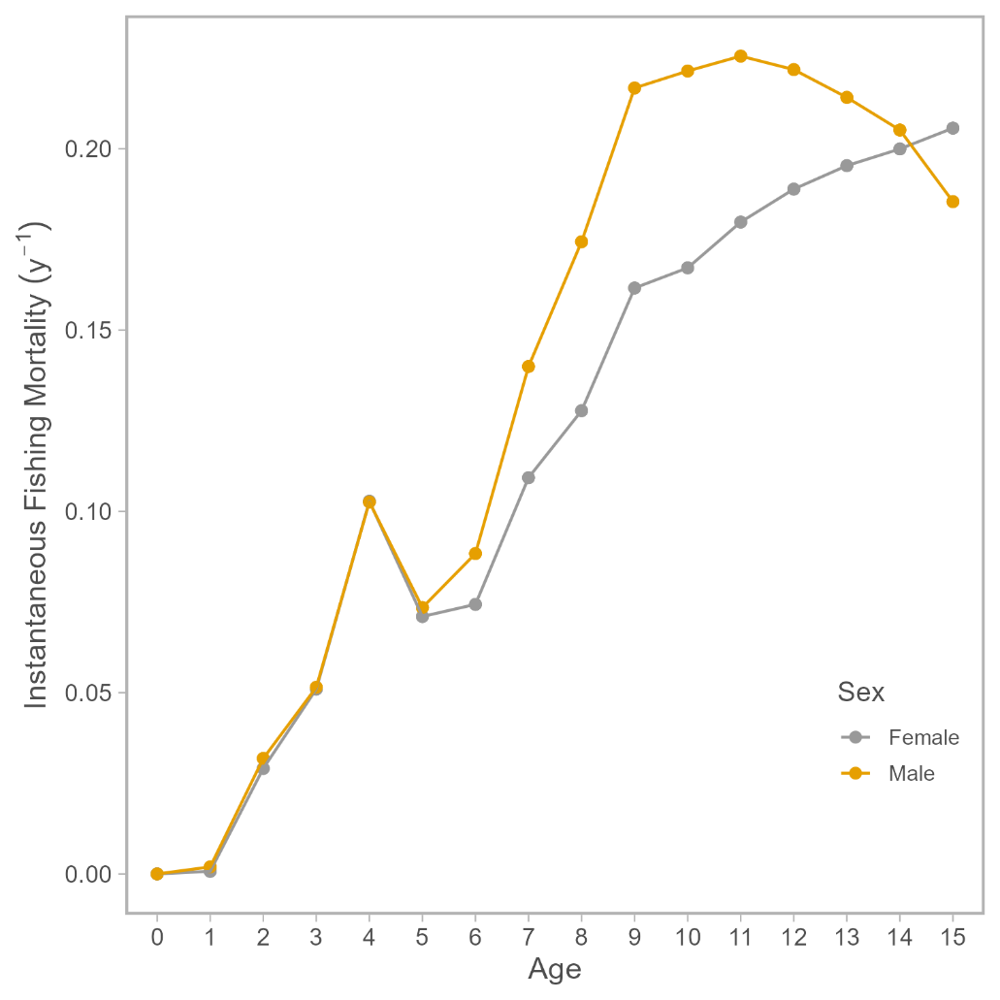 Instantaneous Fishing Mortality (y⁻¹)
0.20
0.15
0.10
0.05
0.00
Sex
Female
Male
0 1 2 3 4 5 6 7 8 9 10 11 12 13 14 15
Age